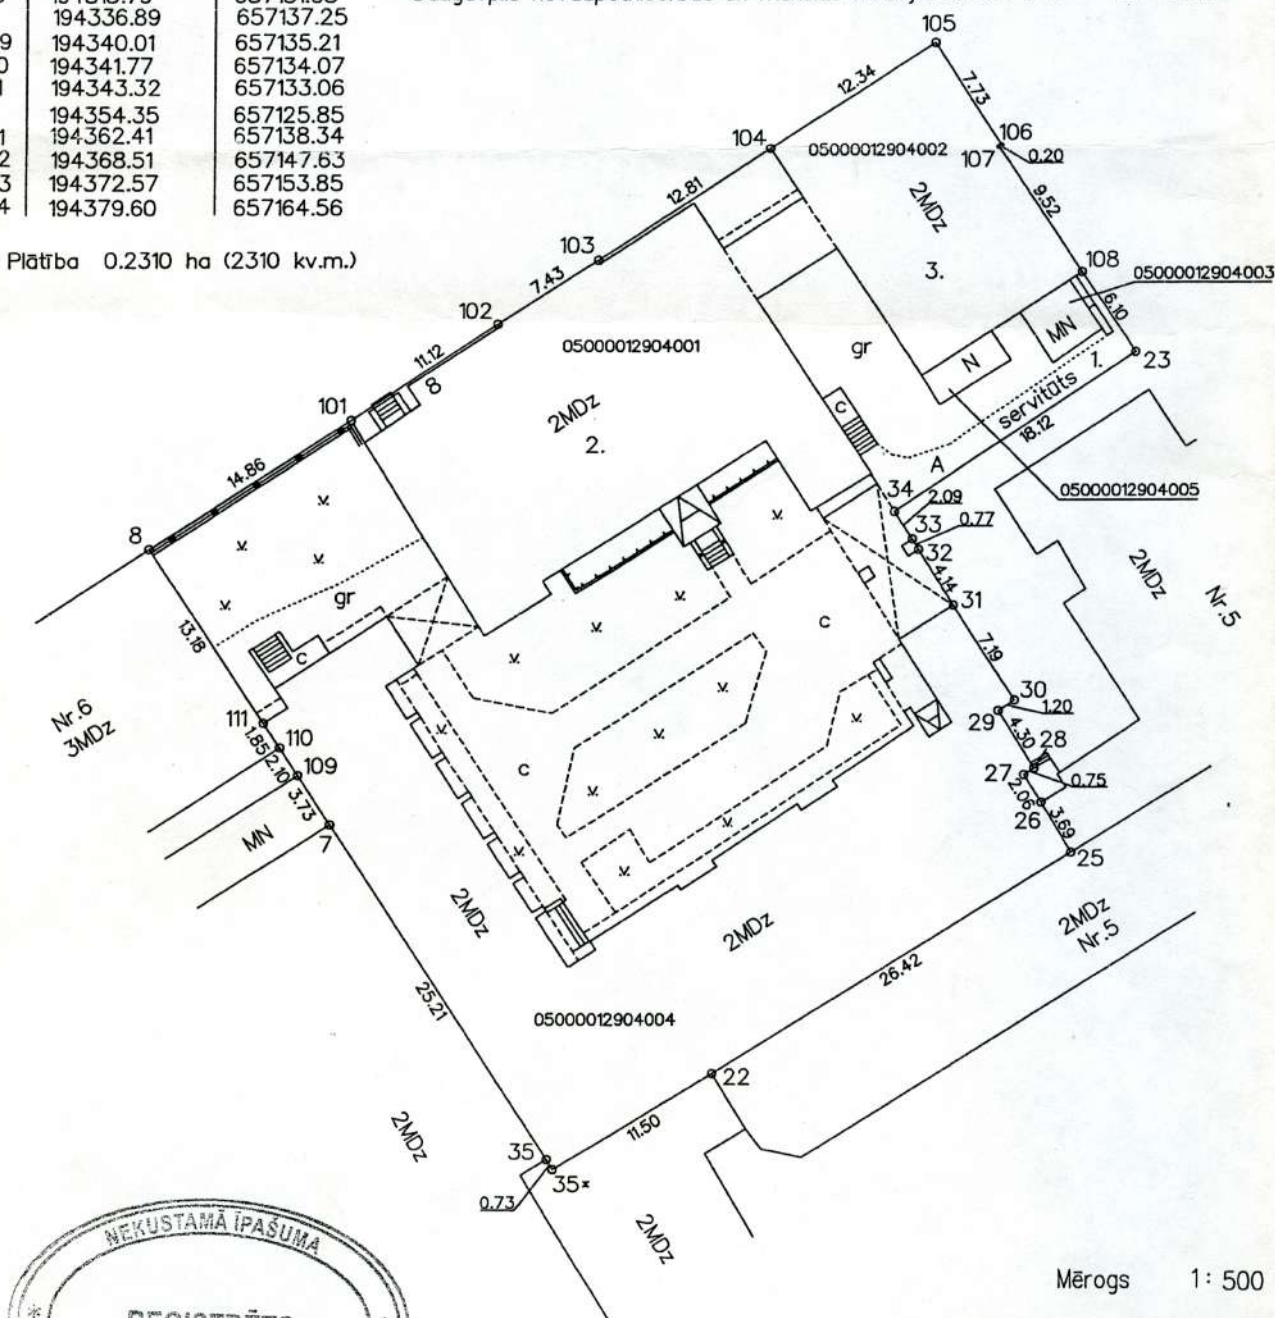 194336.89 657137.25
9 194340.01 657135.21
0 194341.77 657134.07
1 194343.32 657133.06
194354.35 657125.85
1 194362.41 657138.34
2 194368.51 657147.63
3 194372.57 657153.85
4 194379.60 657164.56
Plātība 0.2310 ha (2310 kv.m.)
105
12.34
7.73
104
05000012904002
106
107
0.20
12.81
2MDz
3.
9.52
103
7.43
108
05000012904003
6.10
102
MN
gr
N
1.
23
11.12
8
05000012904001
servitūts
18.12
101
C
2MDz
2.
A
14.86
34
2.09
05000012904005
33
0.77
8
32
4.14
2MDz
Nr.5
gr
31
C
13.18
C
7.19
Nr.6
3MDz
30
29
1.20
111
1.85
110
2.10
109
4.30
28
27
0.75
C
3.73
2.06
26
3.69
7
MN
25
2MDz
2MDz
2MDz
Nr.5
26.42
25.21
05000012904004
22
2MDz
11.50
35
35*
0.73
2MDz
NEKUSTAMĀ ĪPAŠUMA
Mērogs 1: 500